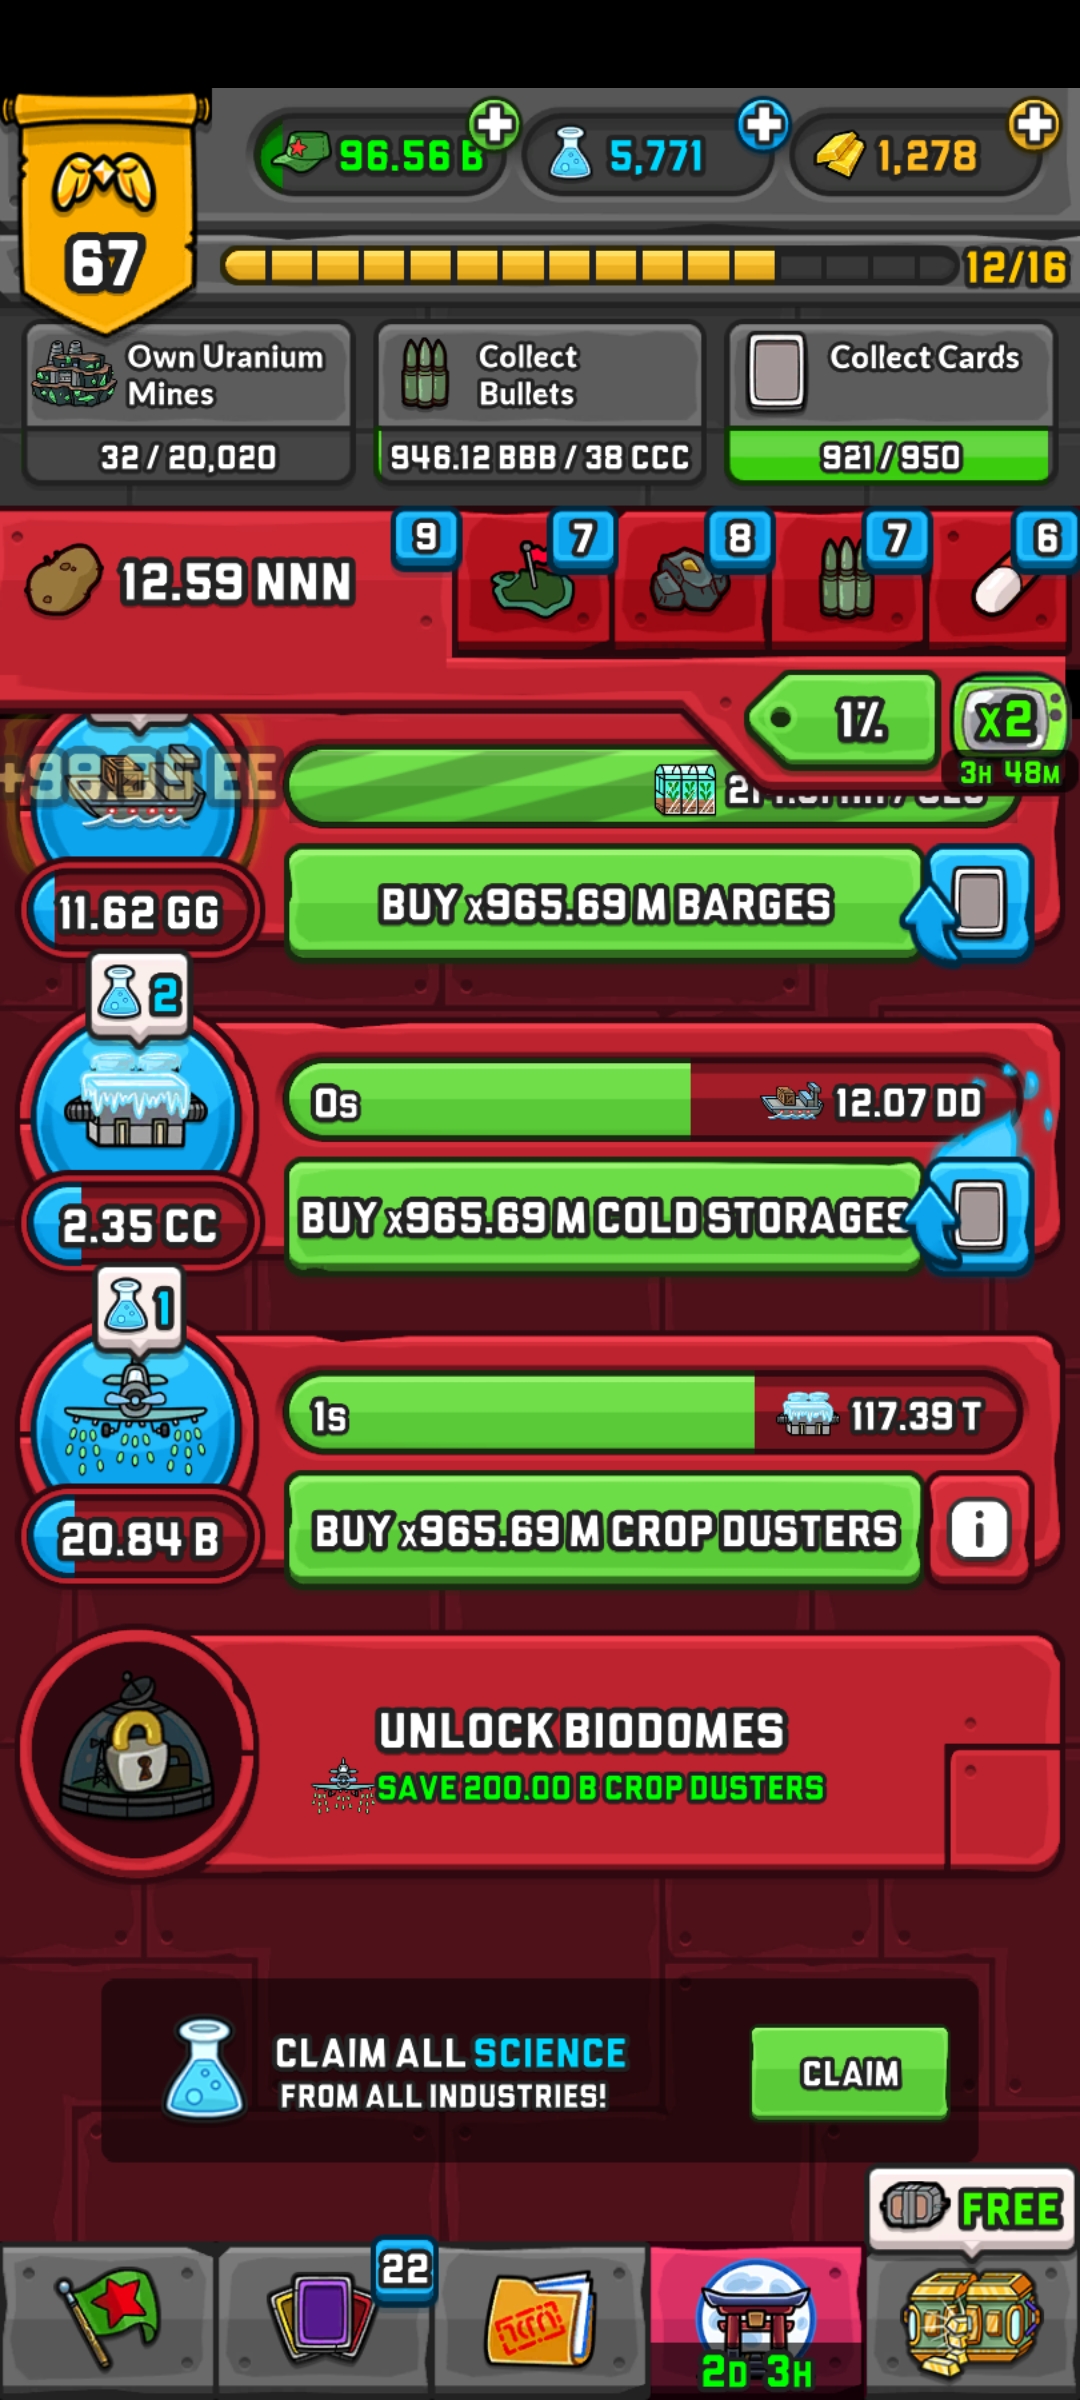 96.56 B
5,771
1,278
67
12/16
Own Uranium
Mines
32 / 20,020
Collect
Bullets
946.12 BBB / 38 CCC
Collect Cards
921 / 950
12.59 NNN
9
7
8
7
6
1%
x2
3H 48M
11.62 GG
BUY x965.69 M BARGES
2
0s
12.07 DD
2.35 CC
BUY x965.69 M COLD STORAGES
1
1s
117.39 T
20.84 B
BUY x965.69 M CROP DUSTERS
i
UNLOCK BIODOMES
SAVE 200.00 B CROP DUSTERS
CLAIM ALL SCIENCE
FROM ALL INDUSTRIES!
CLAIM
FREE
22
2D 3H